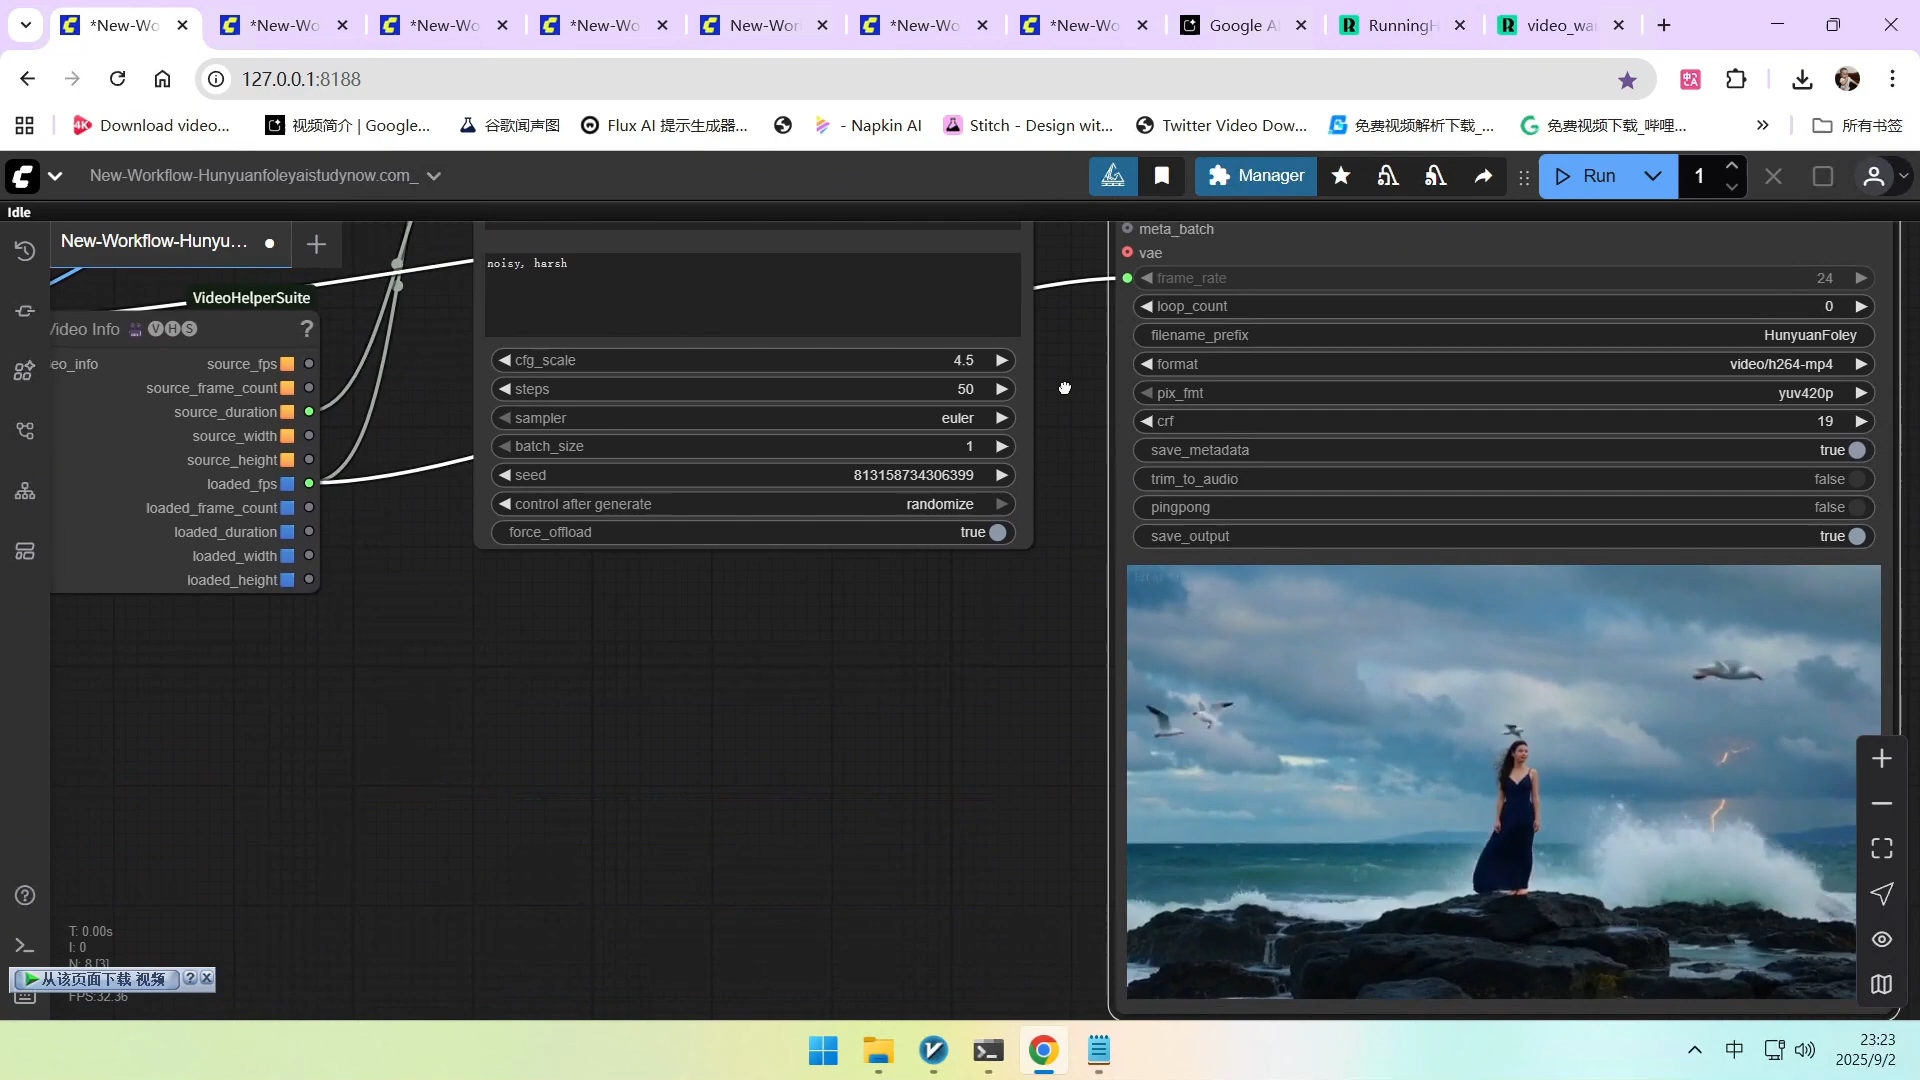 *New-Wo
*New-Wo
*New-Wo
*New-Wo
New-Wor
*New-Wo
*New-Wo
Google A
RunningH
video_wa
127.0.0.1:8188
Download video...
视频简介 | Google...
谷歌闻声图
Flux AI 提示生成器...
- Napkin AI
Stitch - Design wit...
Twitter Video Dow...
免费视频解析下载_...
免费视频下载_哔哩...
所有书签
New-Workflow-Hunyuanfoleyaistudynow.com_
Manager
Run
1
Idle
New-Workflow-Hunyu...
VideoHelperSuite
Video Info VHS ?
eo_info
source_fps
source_frame_count
source_duration
source_width
source_height
loaded_fps
loaded_frame_count
loaded_duration
loaded_width
loaded_height
noisy, harsh
cfg_scale 4.5
steps 50
sampler euler
batch_size 1
seed 813158734306399
control after generate randomize
force_offload true
meta_batch
vae
frame_rate 24
loop_count 0
filename_prefix HunyuanFoley
format video/h264-mp4
pix_fmt yuv420p
crf 19
save_metadata true
trim_to_audio false
pingpong false
save_output true
T: 0.00s
I: 0
N: 8 [3]
从该页面下载 视频
FPS:32.36
中
23:23
2025/9/2